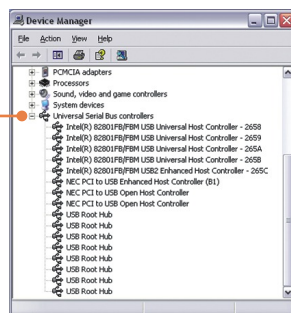 Device Manager
File Action View Help
PCMCIA adapters
Processors
Sound, video and game controllers
System devices
Universal Serial Bus controllers
Intel(R) 82801FB/FBM USB Universal Host Controller - 2658
Intel(R) 82801FB/FBM USB Universal Host Controller - 2659
Intel(R) 82801FB/FBM USB Universal Host Controller - 265A
Intel(R) 82801FB/FBM USB Universal Host Controller - 265B
Intel(R) 82801FB/FBM USB2 Enhanced Host Controller - 265C
NEC PCI to USB Enhanced Host Controller (B1)
NEC PCI to USB Open Host Controller
NEC PCI to USB Open Host Controller
USB Root Hub
USB Root Hub
USB Root Hub
USB Root Hub
USB Root Hub
USB Root Hub
USB Root Hub
USB Root Hub